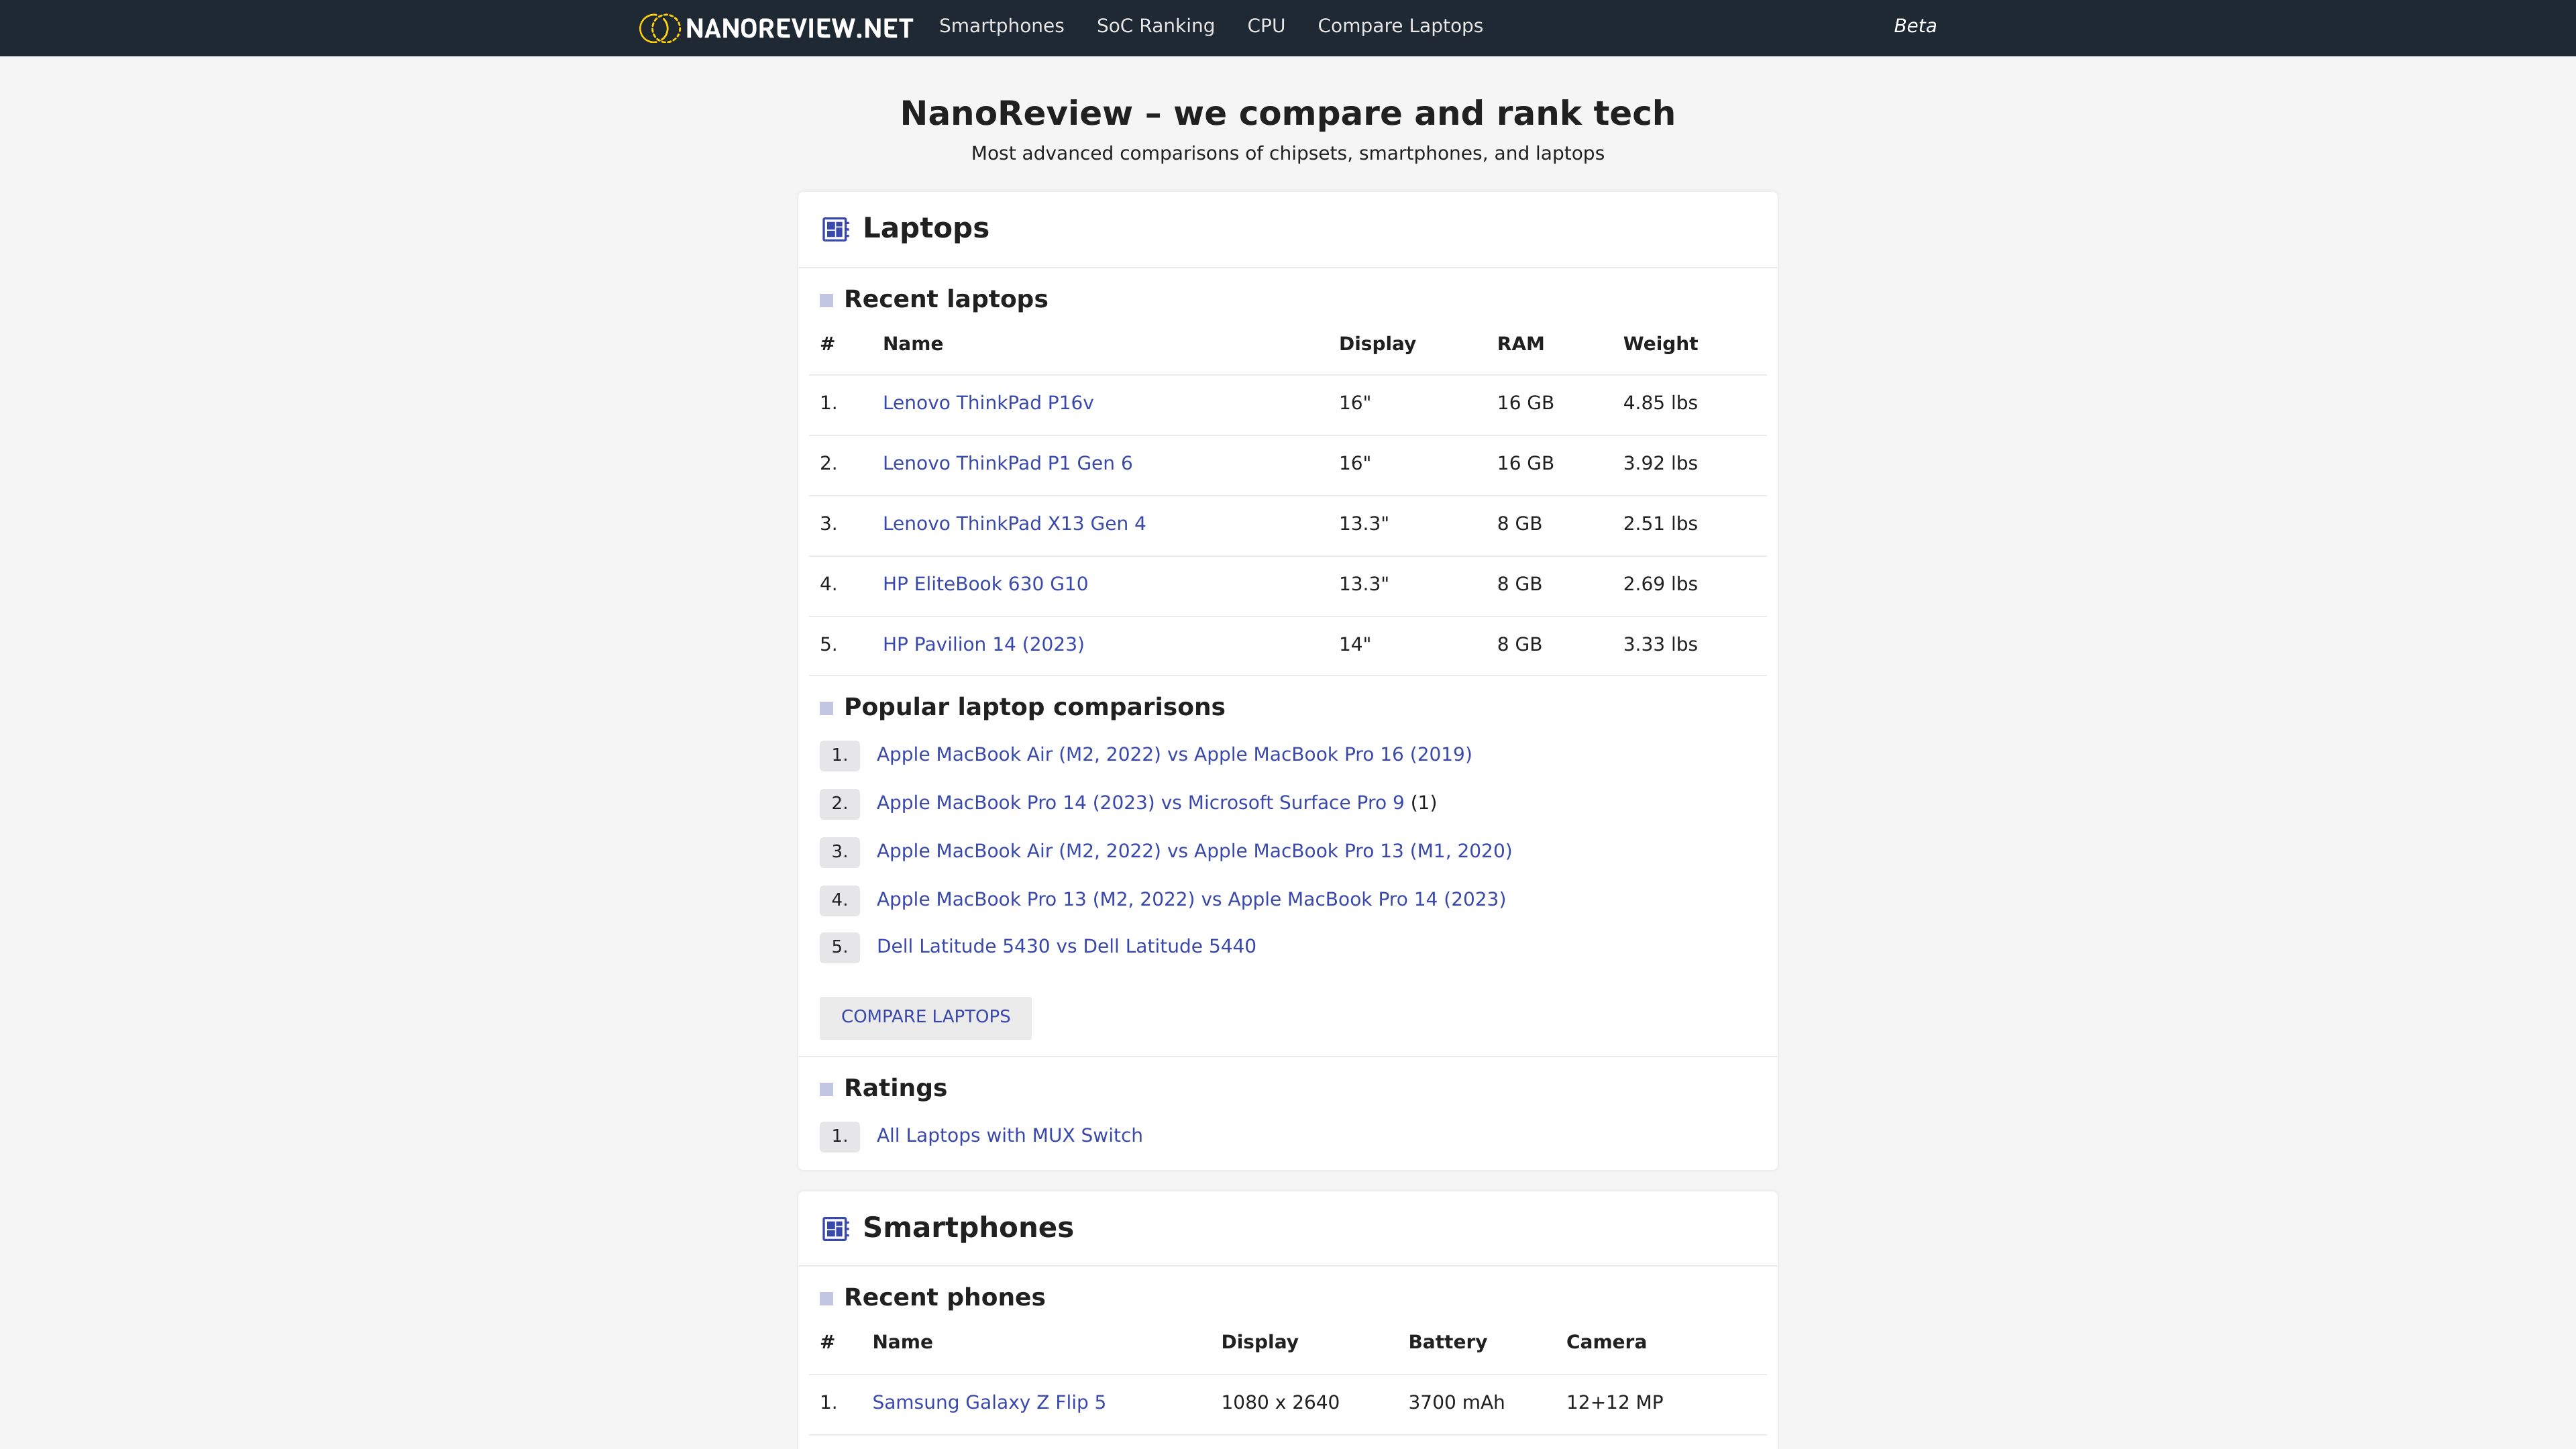 NANOREVIEW.NET Smartphones SoC Ranking CPU Compare Laptops Beta
NanoReview – we compare and rank tech
Most advanced comparisons of chipsets, smartphones, and laptops
Laptops
Recent laptops
# Name Display RAM Weight
1. Lenovo ThinkPad P16v 16" 16 GB 4.85 lbs
2. Lenovo ThinkPad P1 Gen 6 16" 16 GB 3.92 lbs
3. Lenovo ThinkPad X13 Gen 4 13.3" 8 GB 2.51 lbs
4. HP EliteBook 630 G10 13.3" 8 GB 2.69 lbs
5. HP Pavilion 14 (2023) 14" 8 GB 3.33 lbs
Popular laptop comparisons
1. Apple MacBook Air (M2, 2022) vs Apple MacBook Pro 16 (2019)
2. Apple MacBook Pro 14 (2023) vs Microsoft Surface Pro 9 (1)
3. Apple MacBook Air (M2, 2022) vs Apple MacBook Pro 13 (M1, 2020)
4. Apple MacBook Pro 13 (M2, 2022) vs Apple MacBook Pro 14 (2023)
5. Dell Latitude 5430 vs Dell Latitude 5440
COMPARE LAPTOPS
Ratings
1. All Laptops with MUX Switch
Smartphones
Recent phones
# Name Display Battery Camera
1. Samsung Galaxy Z Flip 5 1080 x 2640 3700 mAh 12+12 MP